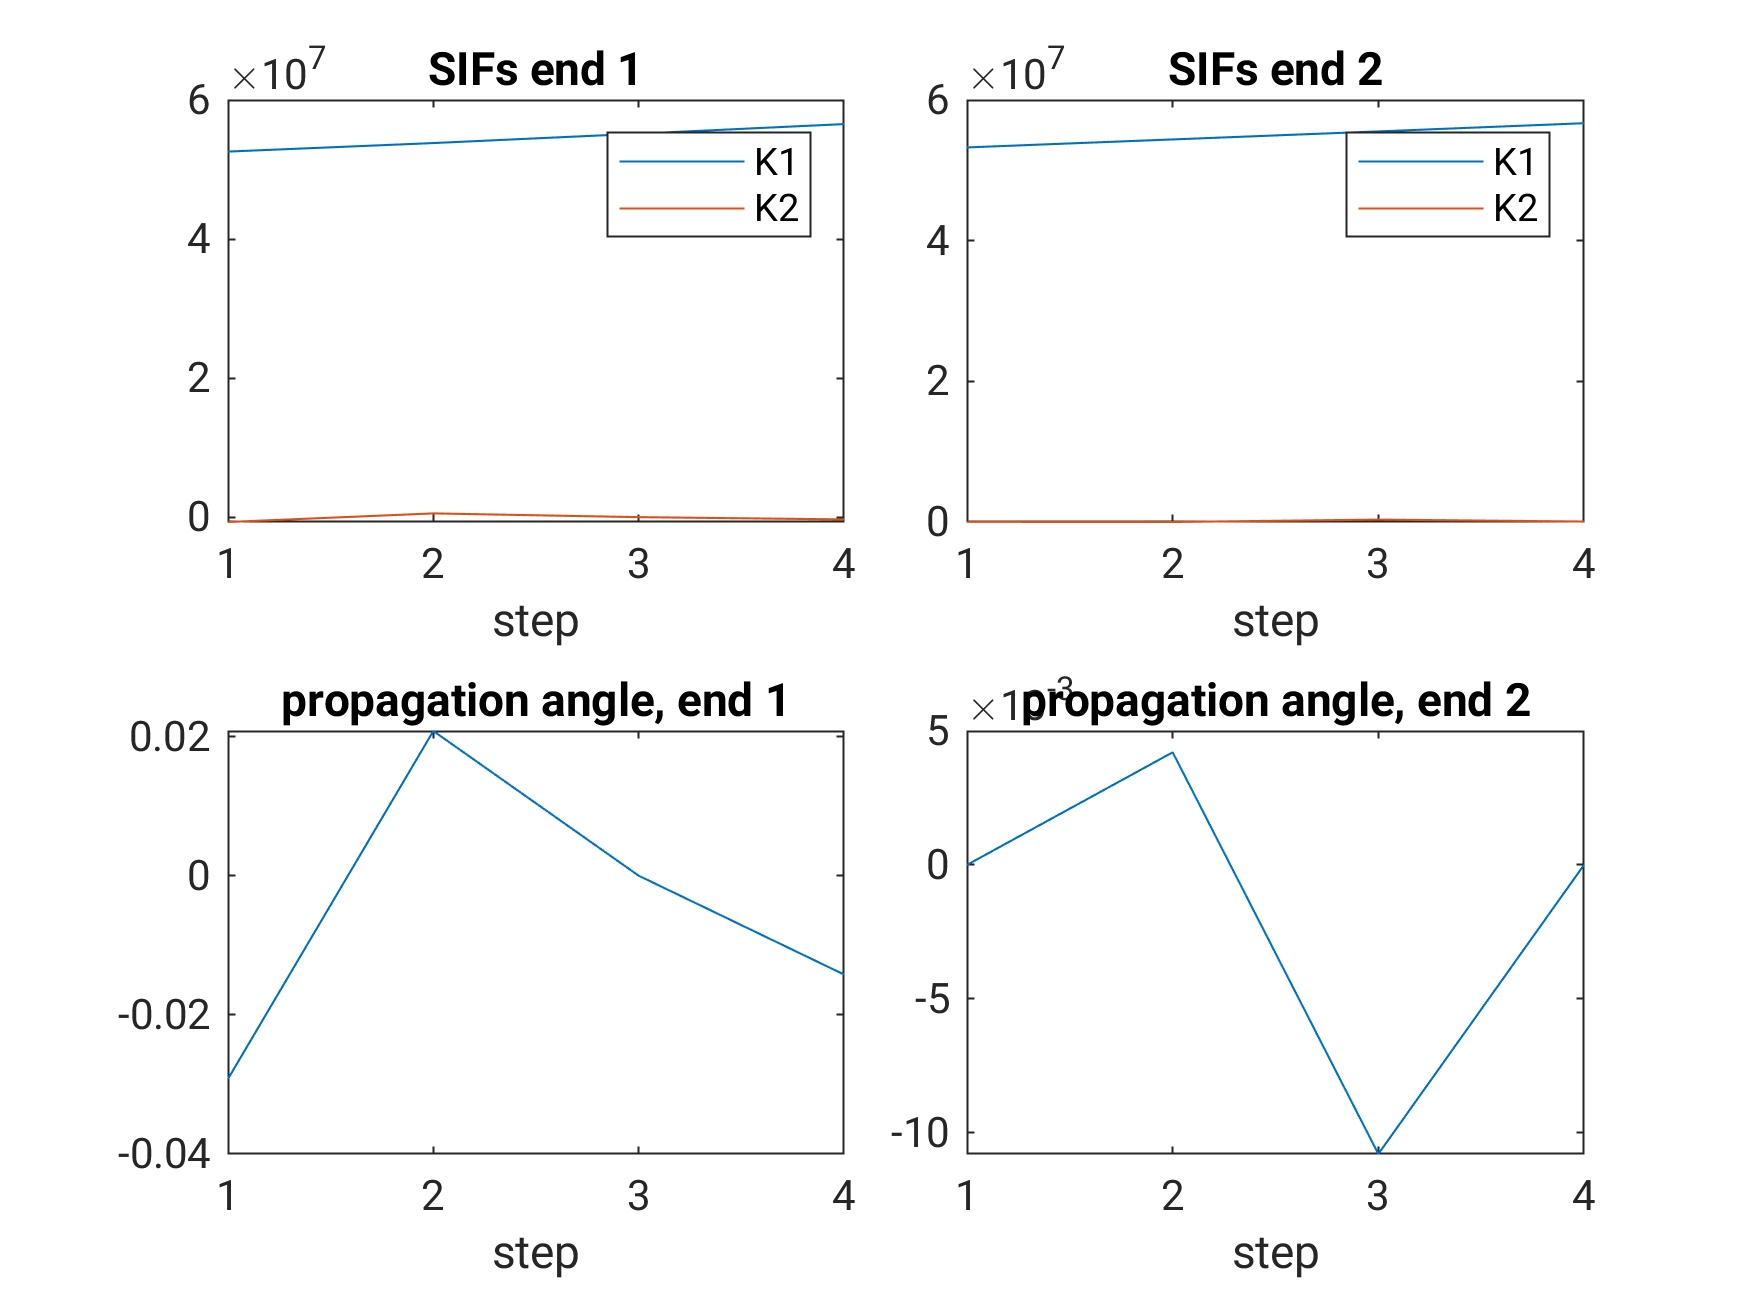 ×10^7 SIFs end 1
6
4
2
0
1 2 3 4
step
K1
K2
×10^7 SIFs end 2
6
4
2
0
1 2 3 4
step
K1
K2
propagation angle, end 1
0.02
0
-0.02
-0.04
1 2 3 4
step
×10^-3
propagation angle, end 2
5
0
-5
-10
1 2 3 4
step